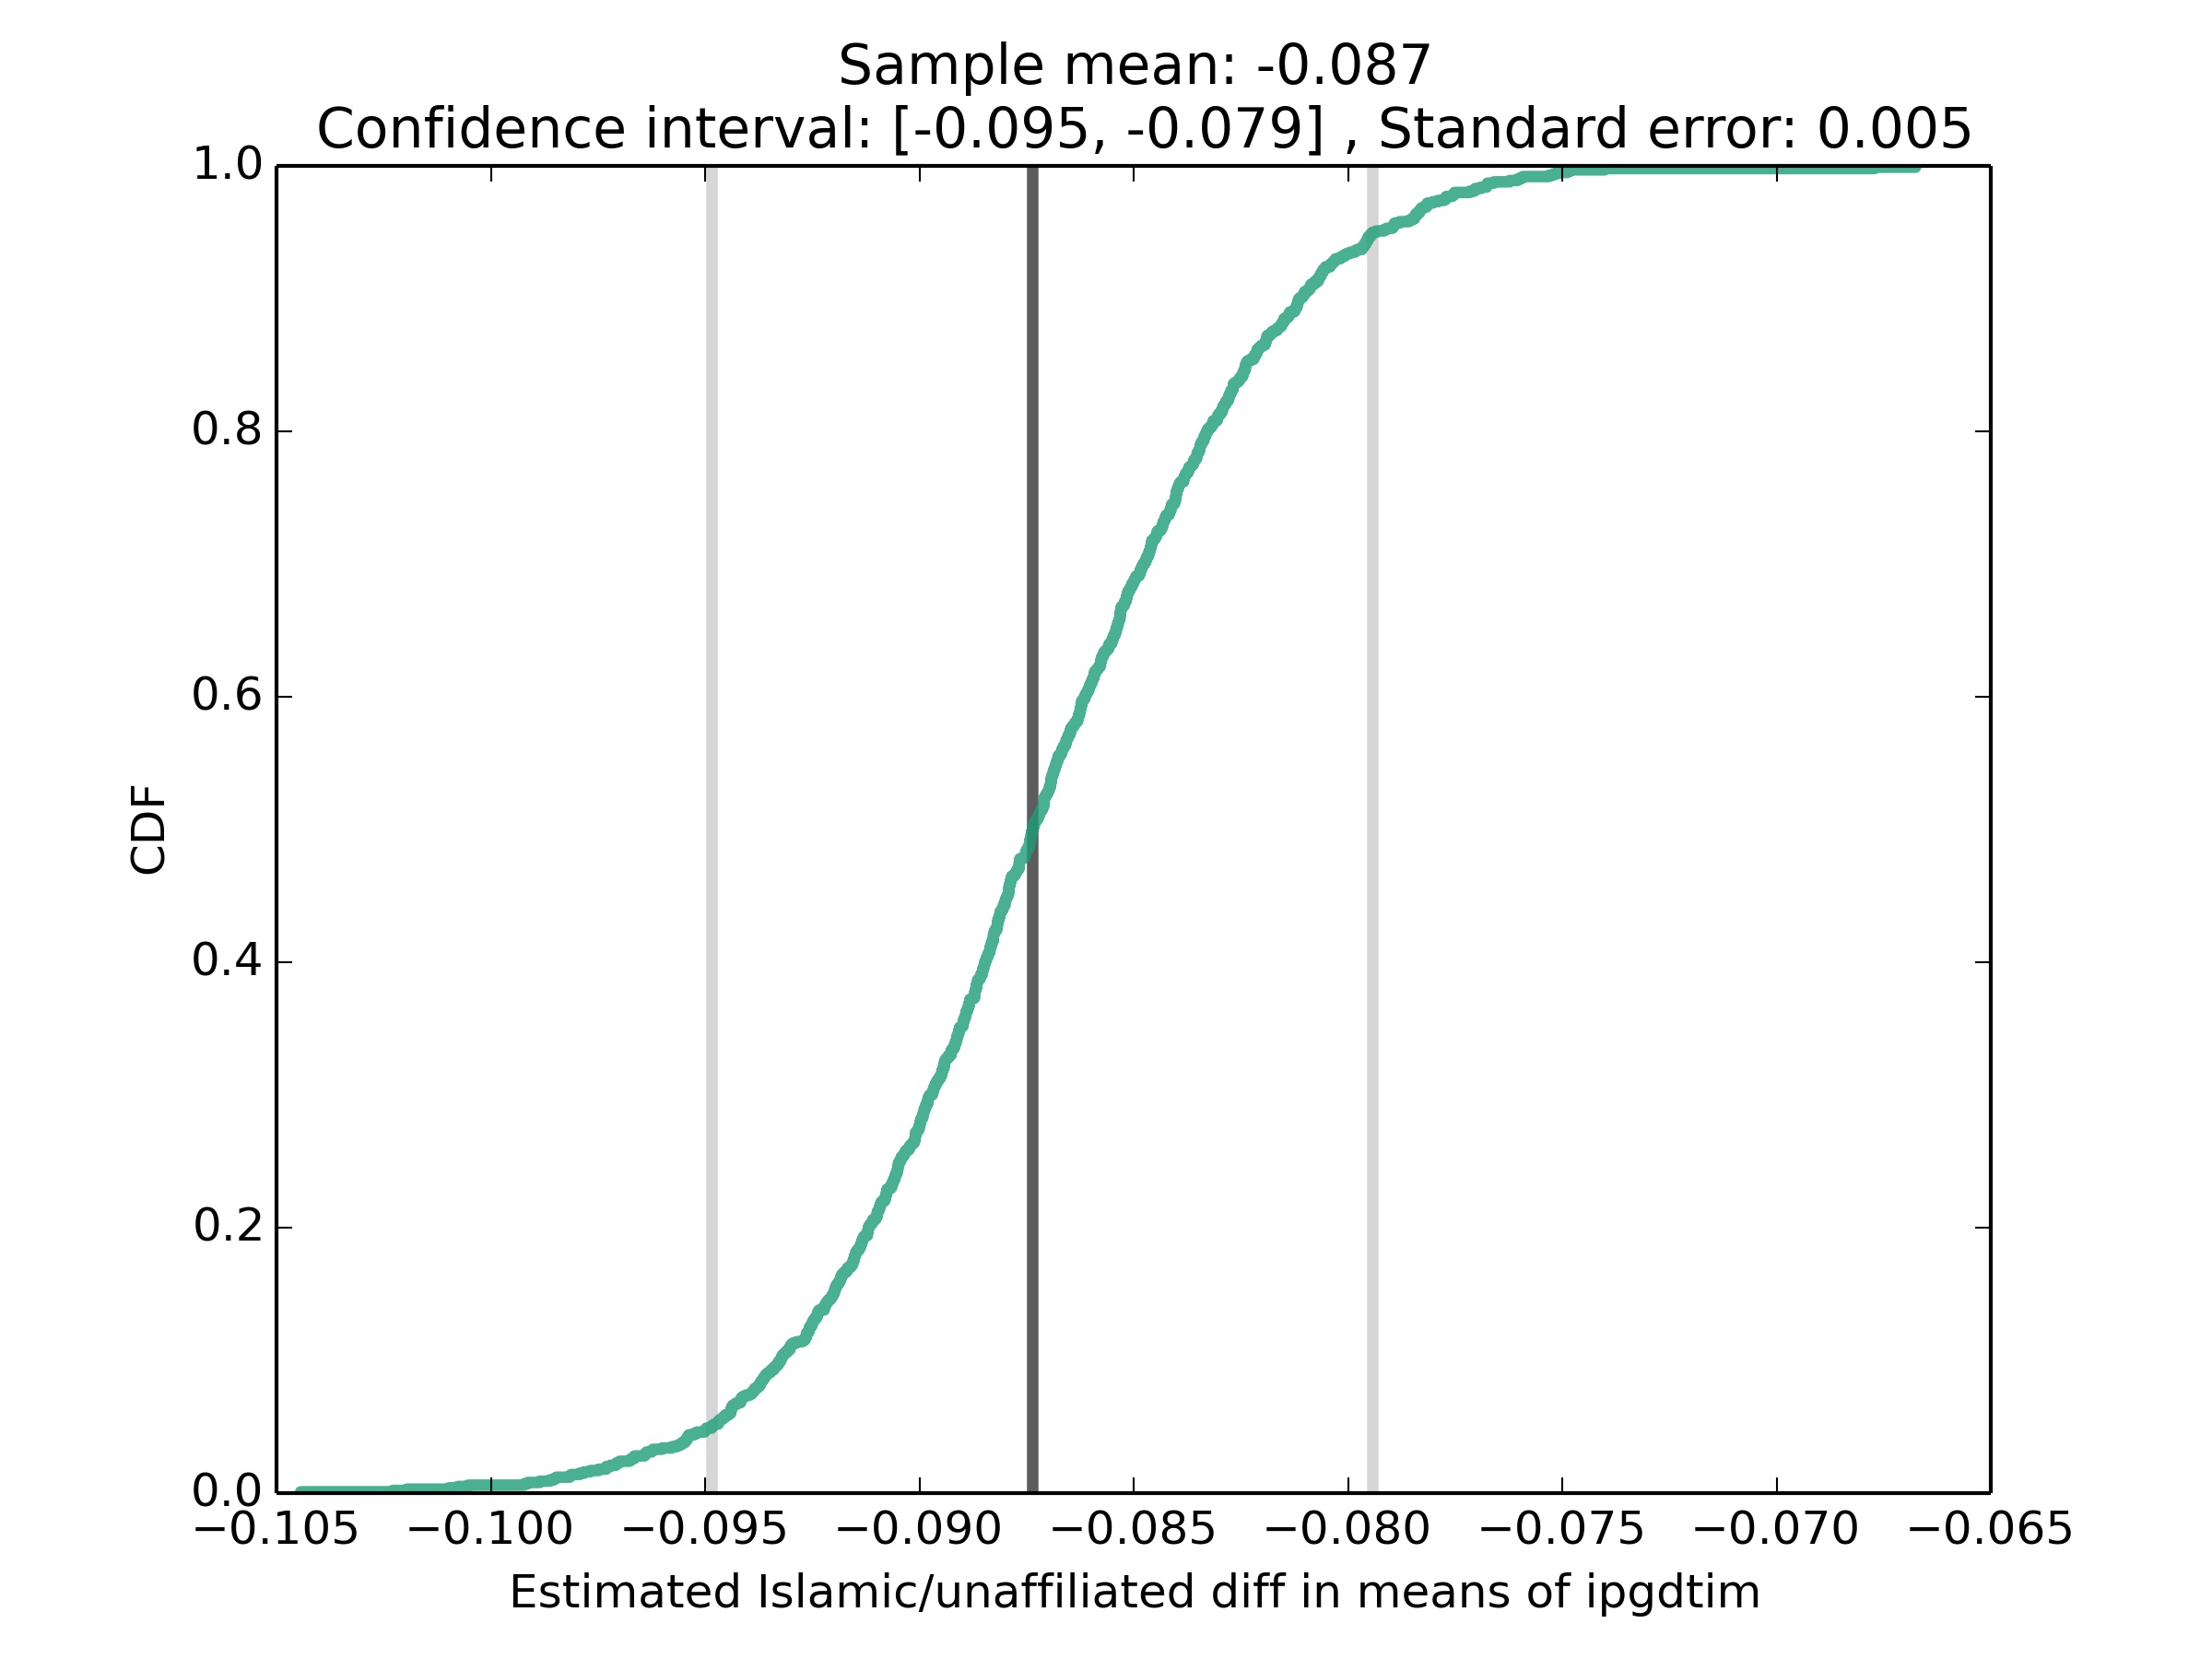 Sample mean: -0.087
Confidence interval: [-0.095, -0.079] , Standard error: 0.005
1.0
0.8
0.6
0.4
0.2
0.0
CDF
−0.105 −0.100 −0.095 −0.090 −0.085 −0.080 −0.075 −0.070 −0.065
Estimated Islamic/unaffiliated diff in means of ipgdtim